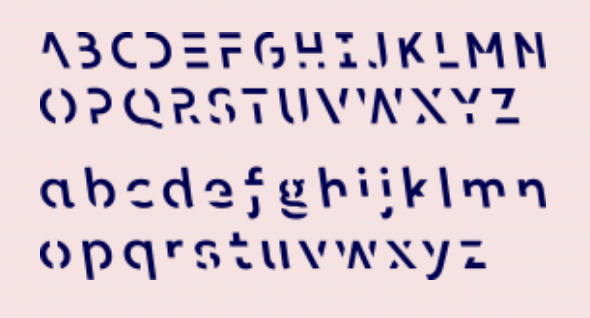 ABCDEFGHIJKLMN
OPQRSTUVWXYZ
abcdefghijklmn
opqrstuvwxyz